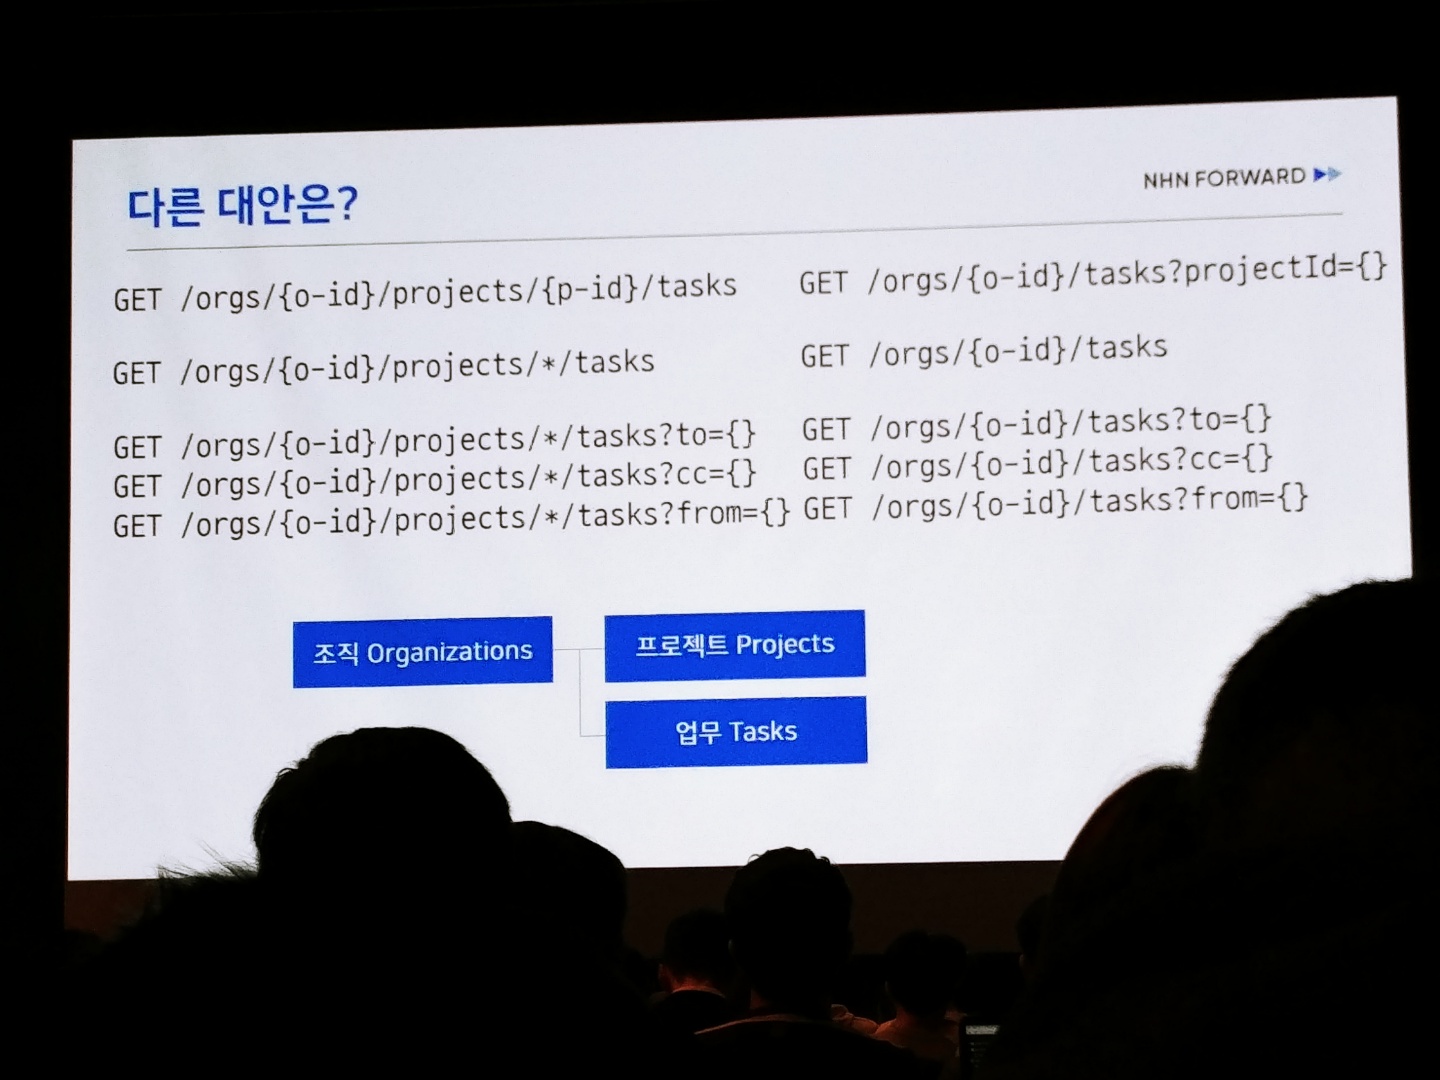 다른 대안은?
NHN FORWARD
GET /orgs/{o-id}/projects/{p-id}/tasks
GET /orgs/{o-id}/projects/*/tasks
GET /orgs/{o-id}/projects/*/tasks?to={}
GET /orgs/{o-id}/projects/*/tasks?cc={}
GET /orgs/{o-id}/projects/*/tasks?from={}
GET /orgs/{o-id}/tasks?projectId={}
GET /orgs/{o-id}/tasks
GET /orgs/{o-id}/tasks?to={}
GET /orgs/{o-id}/tasks?cc={}
GET /orgs/{o-id}/tasks?from={}
조직 Organizations
프로젝트 Projects
업무 Tasks